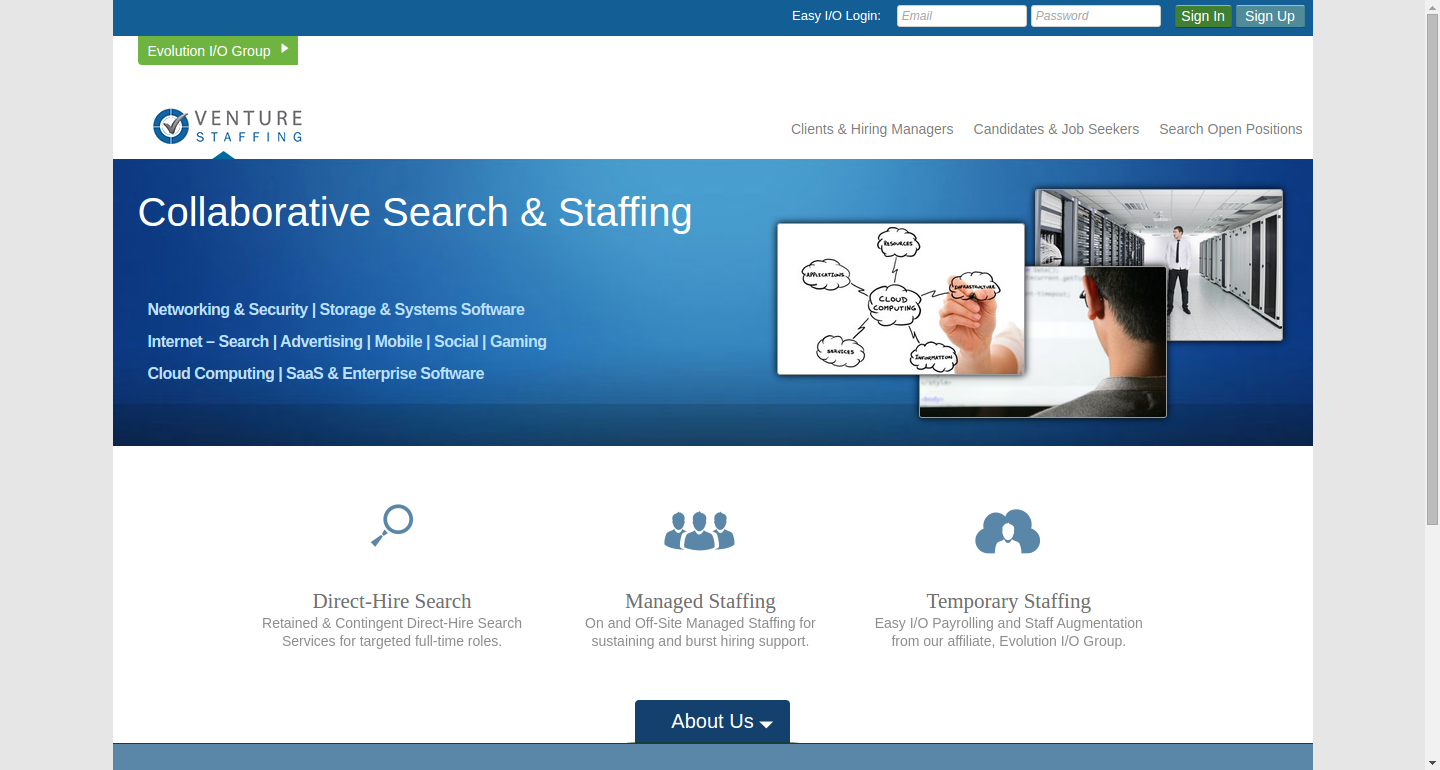 Easy I/O Login: Email Password Sign In Sign Up
Evolution I/O Group
VENTURE
STAFFING
Clients & Hiring Managers Candidates & Job Seekers Search Open Positions
Collaborative Search & Staffing
Networking & Security | Storage & Systems Software
Internet – Search | Advertising | Mobile | Social | Gaming
Cloud Computing | SaaS & Enterprise Software
RESOURCES
APPLICATIONS
INFRASTRUCTURE
CLOUD
COMPUTING
SERVICES
INFORMATION
</style>
<body>
Direct-Hire Search
Retained & Contingent Direct-Hire Search
Services for targeted full-time roles.
Managed Staffing
On and Off-Site Managed Staffing for
sustaining and burst hiring support.
Temporary Staffing
Easy I/O Payrolling and Staff Augmentation
from our affiliate, Evolution I/O Group.
About Us